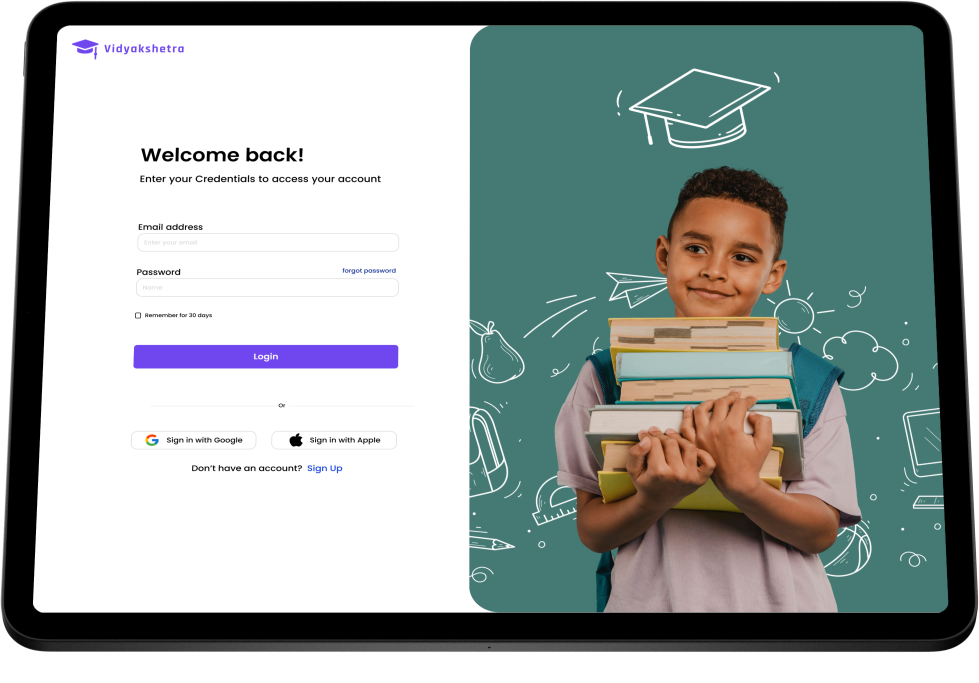 Vidyakshetra
Welcome back!
Enter your Credentials to access your account
Email address
Enter your email
Password
forgot password
Name
Remember for 30 days
Login
Or
Sign in with Google
Sign in with Apple
Don't have an account? Sign Up